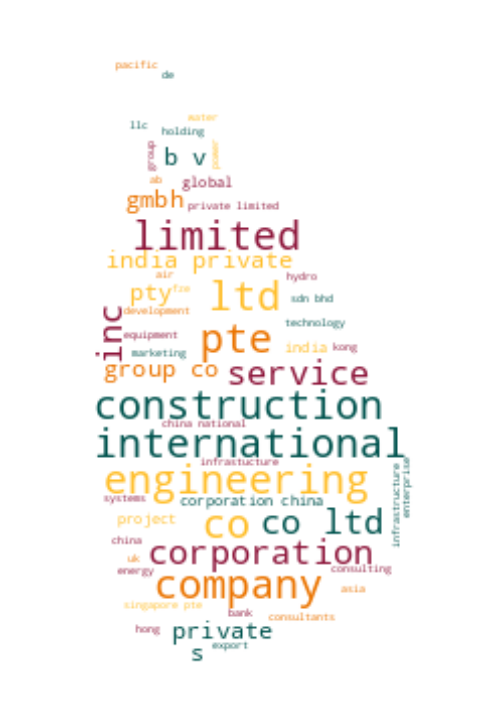 pacific
de
water
llc
holding
group
b v
power
ab
global
gmbh
private limited
limited
india private
air
hydro
pty
fze
ltd
sdn bhd
development
inc
technology
equipment
pte
marketing
india
kong
group co
service
construction
china national
international
infrastucture
engineering
systems
corporation china
infrastructure
enterprise
project
co
co ltd
china
corporation
uk
energy
consulting
company
asia
singapore pte
bank
consultants
hong
private
export
s